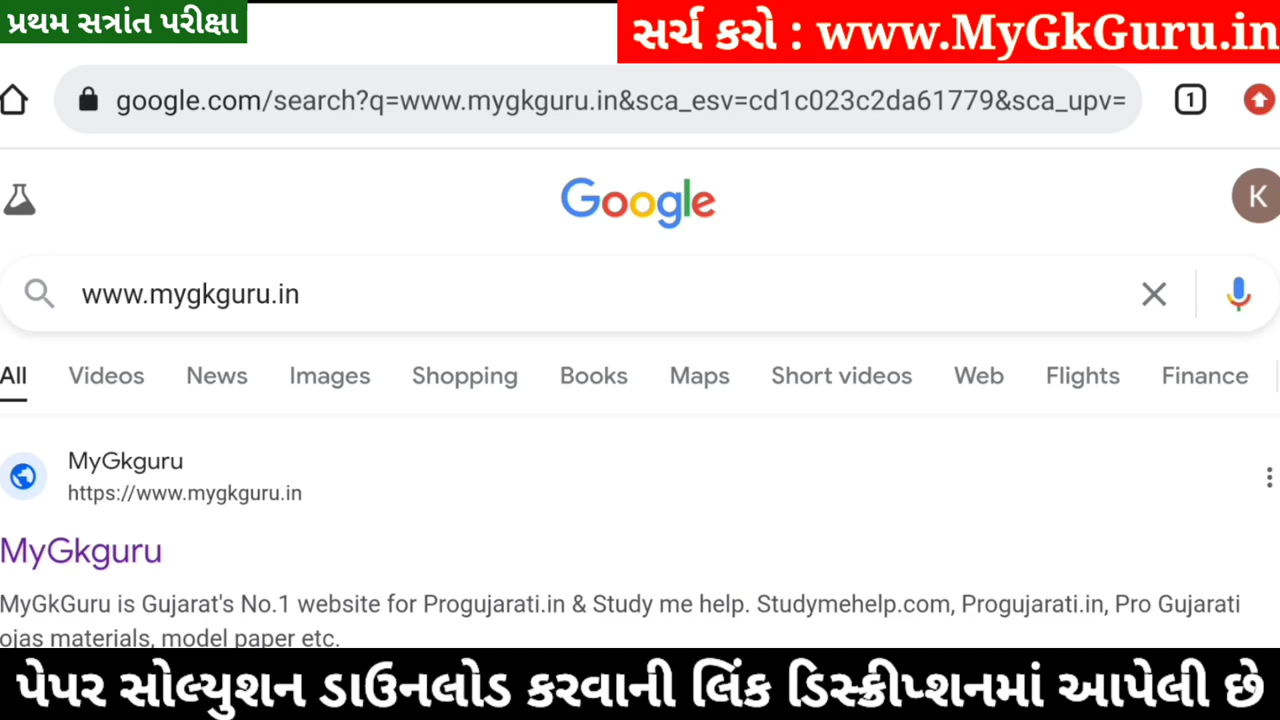 પ્રથમ સત્રાંત પરીક્ષા
સર્ચ કરો : www.MyGkGuru.in
google.com/search?q=www.mygkguru.in&sca_esv=cd1c023c2da61779&sca_upv=
1
Google
K
www.mygkguru.in
All Videos News Images Shopping Books Maps Short videos Web Flights Finance
MyGkguru
https://www.mygkguru.in
MyGkguru
MyGkGuru is Gujarat's No.1 website for Progujarati.in & Study me help. Studymehelp.com, Progujarati.in, Pro Gujarati
ojas materials, model paper etc.
પેપર સોલ્યુશન ડાઉનલોડ કરવાની લિંક ડિસ્ક્રીપ્શનમાં આપેલી છે